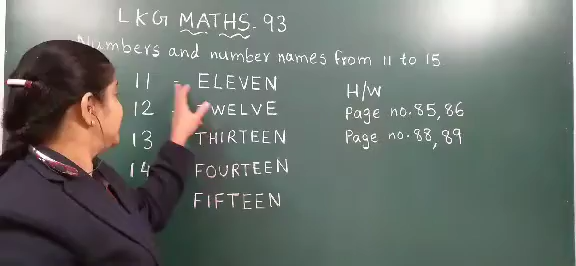 LKG MATHS. 93
Numbers and number names from 11 to 15
11 - ELEVEN
12 TWELVE
13 THIRTEEN
14 FOURTEEN
FIFTEEN
H/W
Page no. 85, 86
Page no. 88, 89